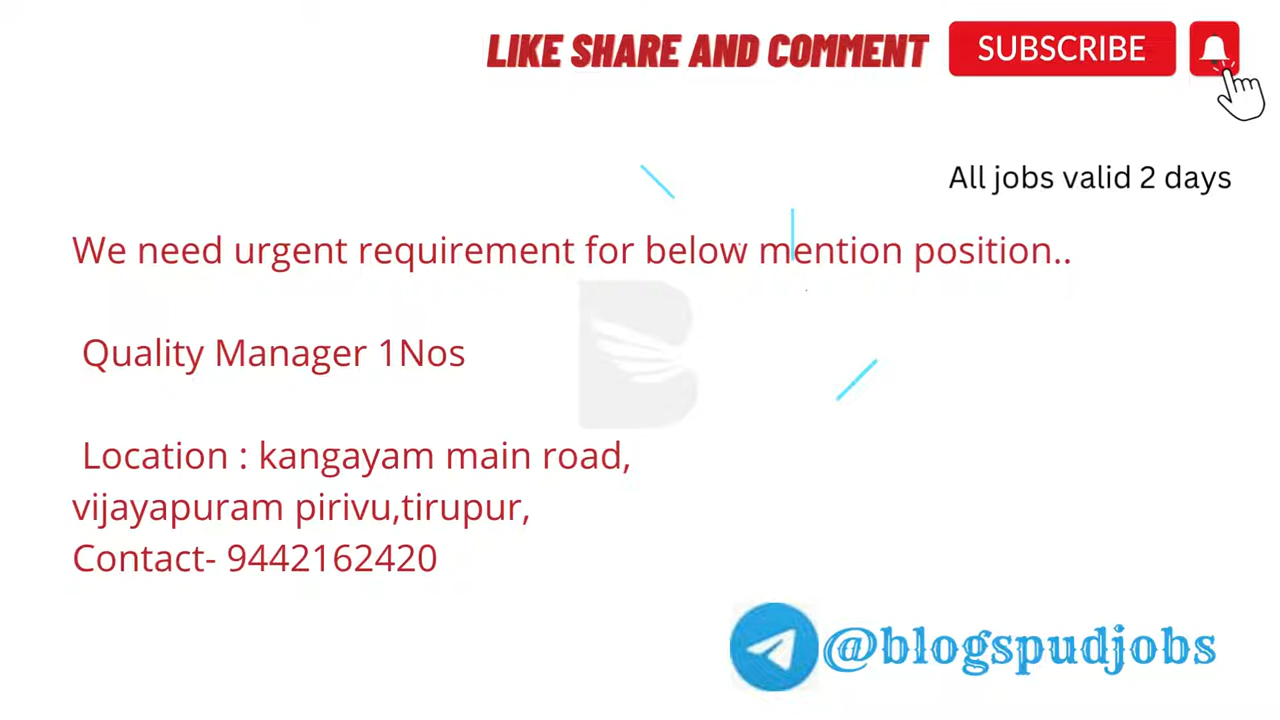 LIKE SHARE AND COMMENT
SUBSCRIBE
All jobs valid 2 days
We need urgent requirement for below mention position..
Quality Manager 1Nos
Location : kangayam main road,
vijayapuram pirivu,tirupur,
Contact- 9442162420
@blogspudjobs